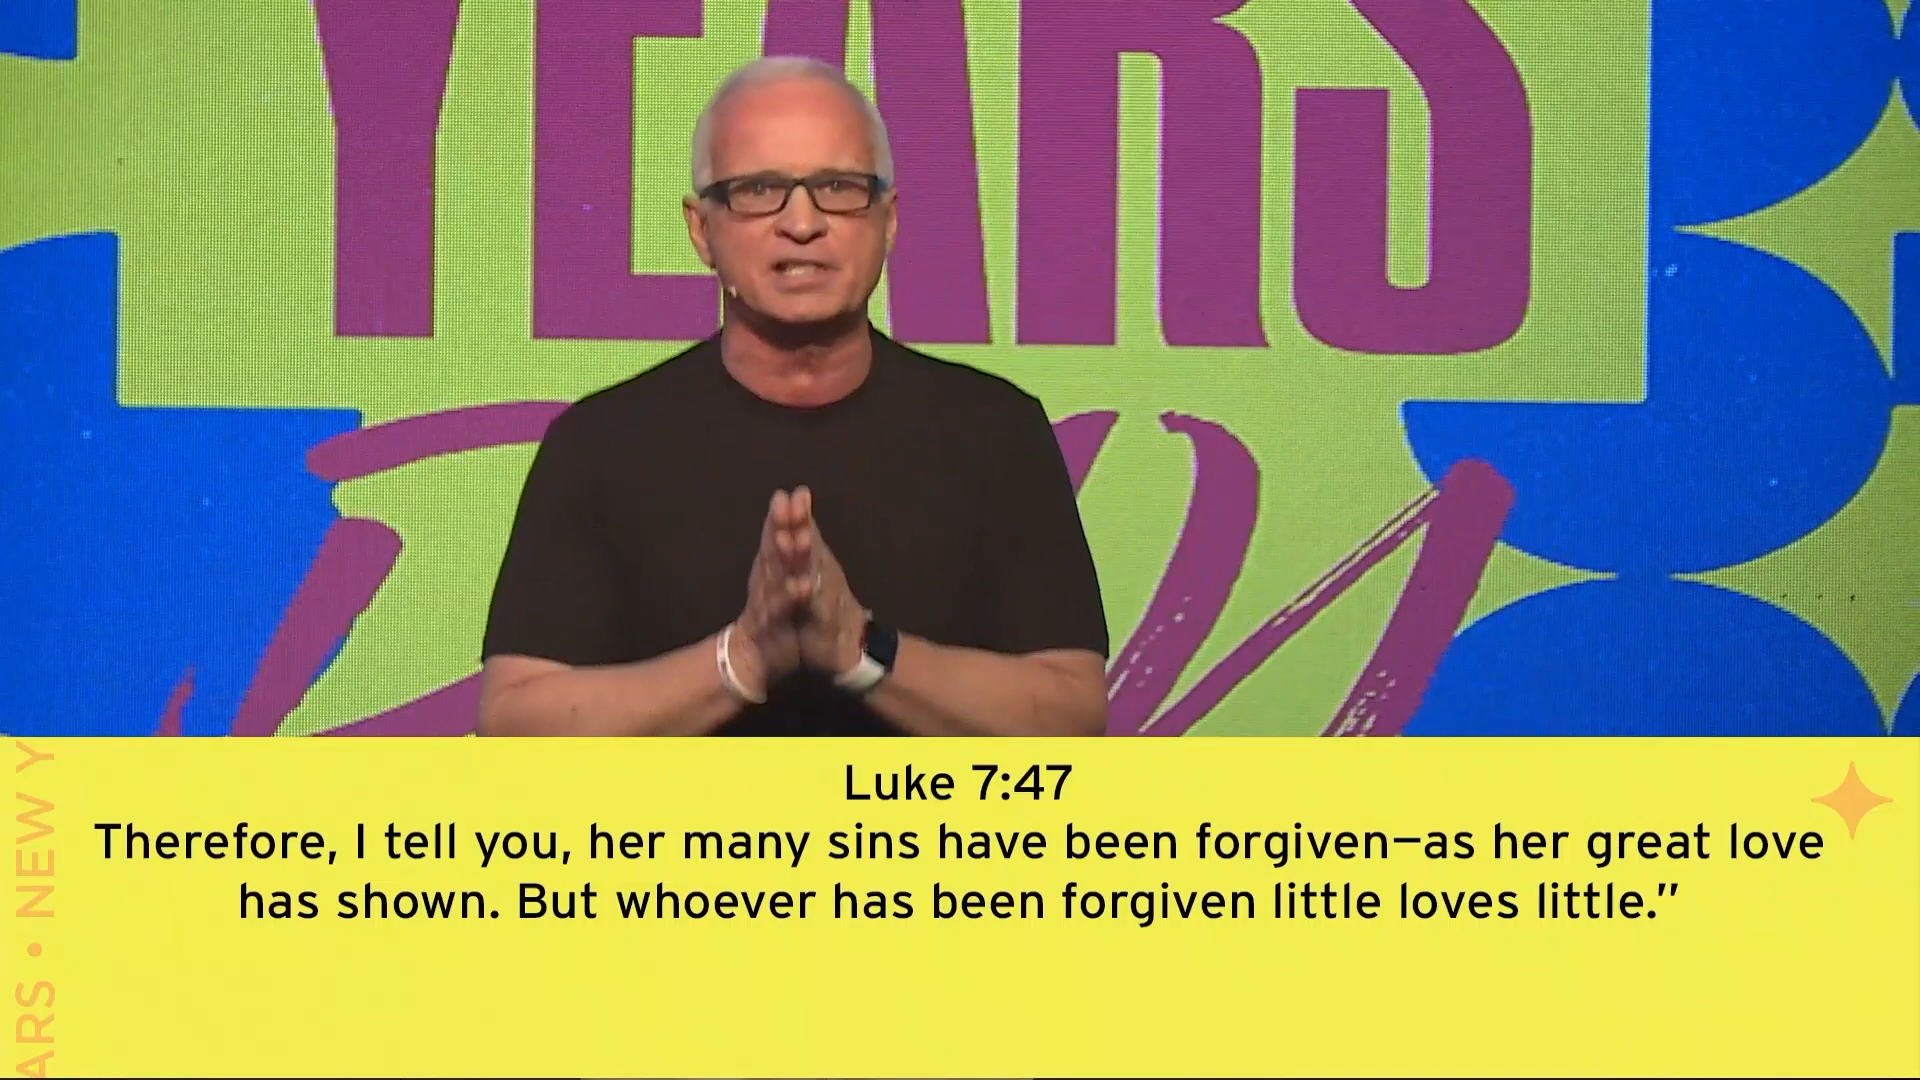 YEARS
Luke 7:47
Therefore, I tell you, her many sins have been forgiven—as her great love
has shown. But whoever has been forgiven little loves little.”
ARS • NEW Y